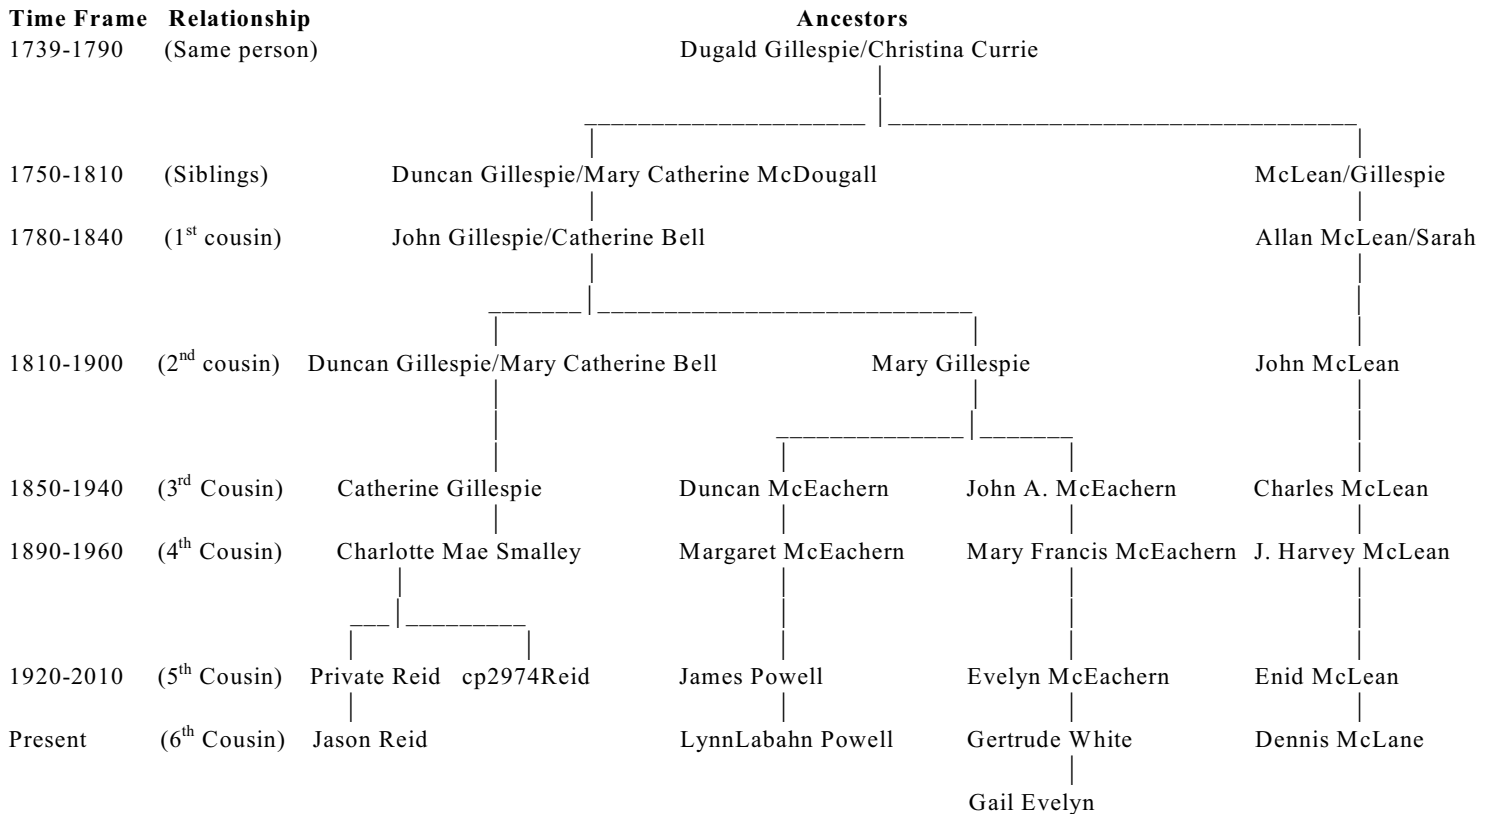 Time Frame Relationship Ancestors
1739-1790 (Same person) Dugald Gillespie/Christina Currie
1750-1810 (Siblings) Duncan Gillespie/Mary Catherine McDougall McLean/Gillespie
1780-1840 (1st cousin) John Gillespie/Catherine Bell Allan McLean/Sarah
1810-1900 (2nd cousin) Duncan Gillespie/Mary Catherine Bell Mary Gillespie John McLean
1850-1940 (3rd Cousin) Catherine Gillespie Duncan McEachern John A. McEachern Charles McLean
1890-1960 (4th Cousin) Charlotte Mae Smalley Margaret McEachern Mary Francis McEachern J. Harvey McLean
1920-2010 (5th Cousin) Private Reid cp2974Reid James Powell Evelyn McEachern Enid McLean
Present (6th Cousin) Jason Reid LynnLabahn Powell Gertrude White Dennis McLane
Gail Evelyn